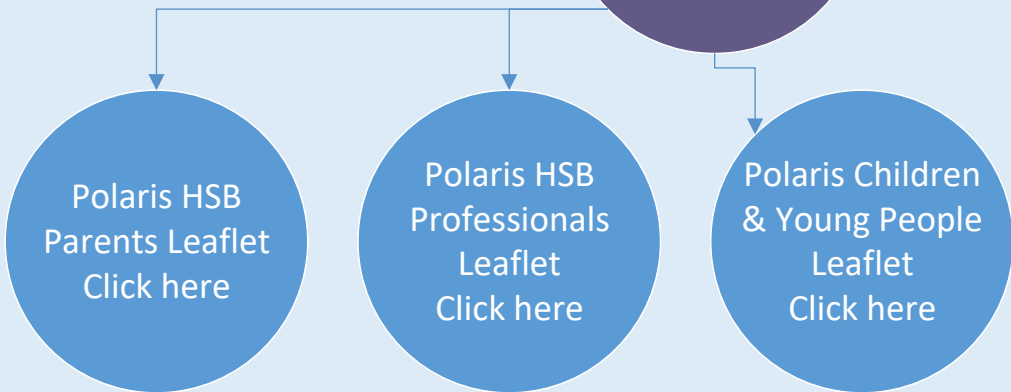 Polaris HSB
Parents Leaflet
Click here
Polaris HSB
Professionals
Leaflet
Click here
Polaris Children
& Young People
Leaflet
Click here